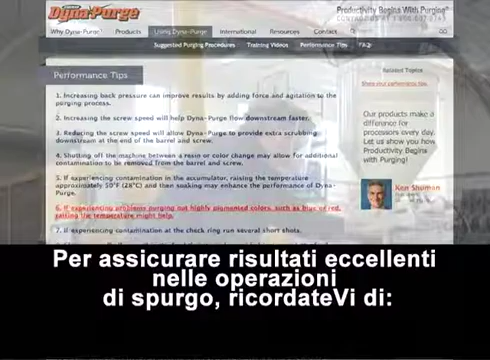 Dyna-Purge
Productivity Begins With Purging
Why Dyna-Purge
Products
Using Dyna-Purge
International
Resources
Contact
Suggested Purging Procedures
Training Videos
Performance Tips
FAQ
Performance Tips
1. Increasing back pressure can improve results by adding force and agitation to the
purging process.
2. Increasing the screw speed will help Dyna-Purge flow downstream faster.
3. Reducing the screw speed will allow Dyna-Purge to provide extra scrubbing
downstream at the end of the barrel and screw.
4. Shutting off the machine between a resin or color change may allow for additional
contamination to be removed from the barrel and screw.
5. If experiencing contamination in the accumulator, raising the temperature
approximately 50°F (28°C) and then soaking may enhance the performance of Dyna-
Purge.
6. If experiencing problems purging out highly pigmented colors, such as blue or red,
raising the temperature might help.
7. If experiencing contamination at the check ring run several short shots.
Related Topics
Our products make a
difference for
processors every day.
Let us show you how
Productivity Begins
with Purging!
Ken Shuman
Per assicurare risultati eccellenti
nelle operazioni
di spurgo, ricordateVi di: